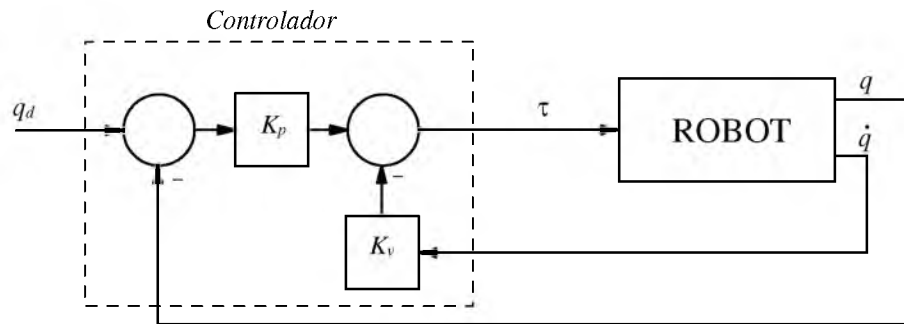 Controlador
q_d
K_p
τ
ROBOT
q
q̇
-
-
K_v